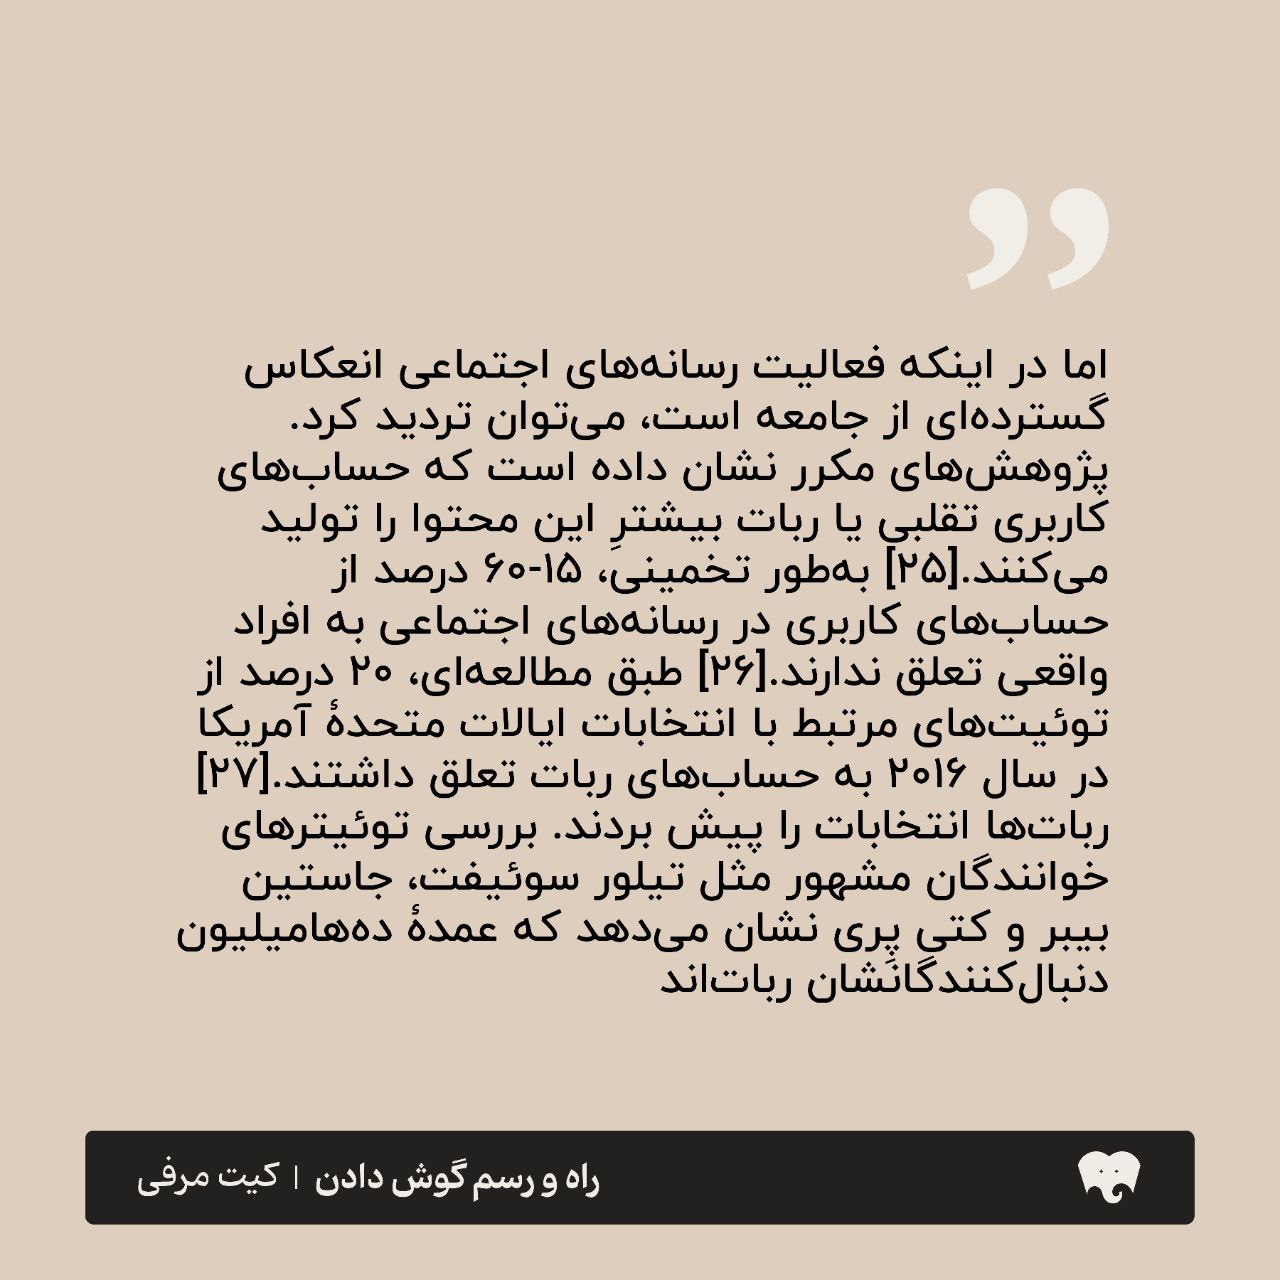 ”
اما در اینکه فعالیت رسانه‌های اجتماعی انعکاس
گسترده‌ای از جامعه است، می‌توان تردید کرد.
پژوهش‌های مکرر نشان داده است که حساب‌های
کاربری تقلبی یا ربات بیشترِ این محتوا را تولید
می‌کنند.[۲۵] به‌طور تخمینی، ۱۵-۶۰ درصد از
حساب‌های کاربری در رسانه‌های اجتماعی به افراد
واقعی تعلق ندارند.[۲۶] طبق مطالعه‌ای، ۲۰ درصد از
توئیت‌های مرتبط با انتخابات ایالات متحدهٔ آمریکا
در سال ۲۰۱۶ به حساب‌های ربات تعلق داشتند.[۲۷]
ربات‌ها انتخابات را پیش بردند. بررسی توئیترهای
خوانندگان مشهور مثل تیلور سوئیفت، جاستین
بیبر و کتی پِری نشان می‌دهد که عمدهٔ ده‌هامیلیون
دنبال‌کنندگانشان ربات‌اند
راه و رسم گوش دادن | کیت مرفی